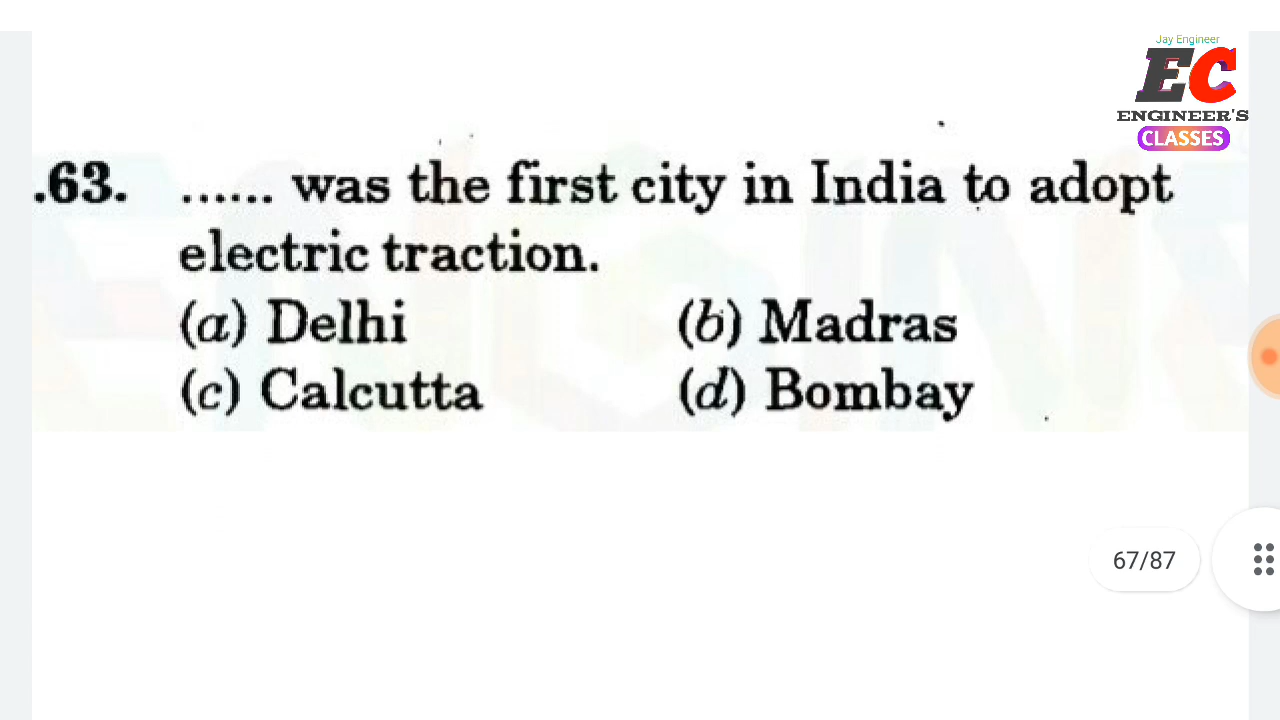 Jay Engineer
EC
ENGINEER'S
CLASSES
.63. ...... was the first city in India to adopt
electric traction.
(a) Delhi (b) Madras
(c) Calcutta (d) Bombay
67/87